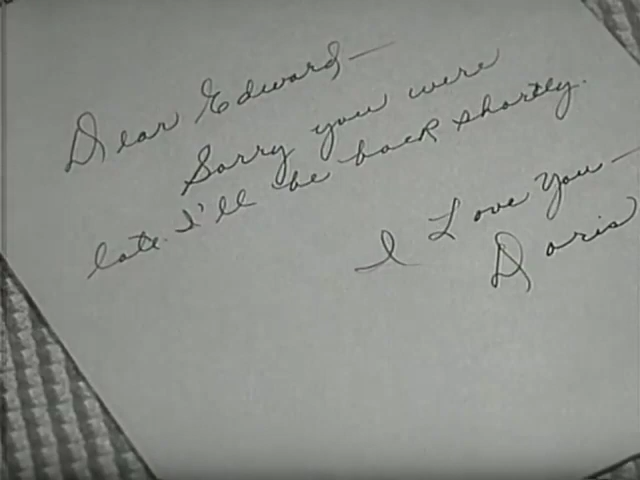 Dear Edward—
Sorry you were
late. I'll be back shortly.
I Love You—
Doris